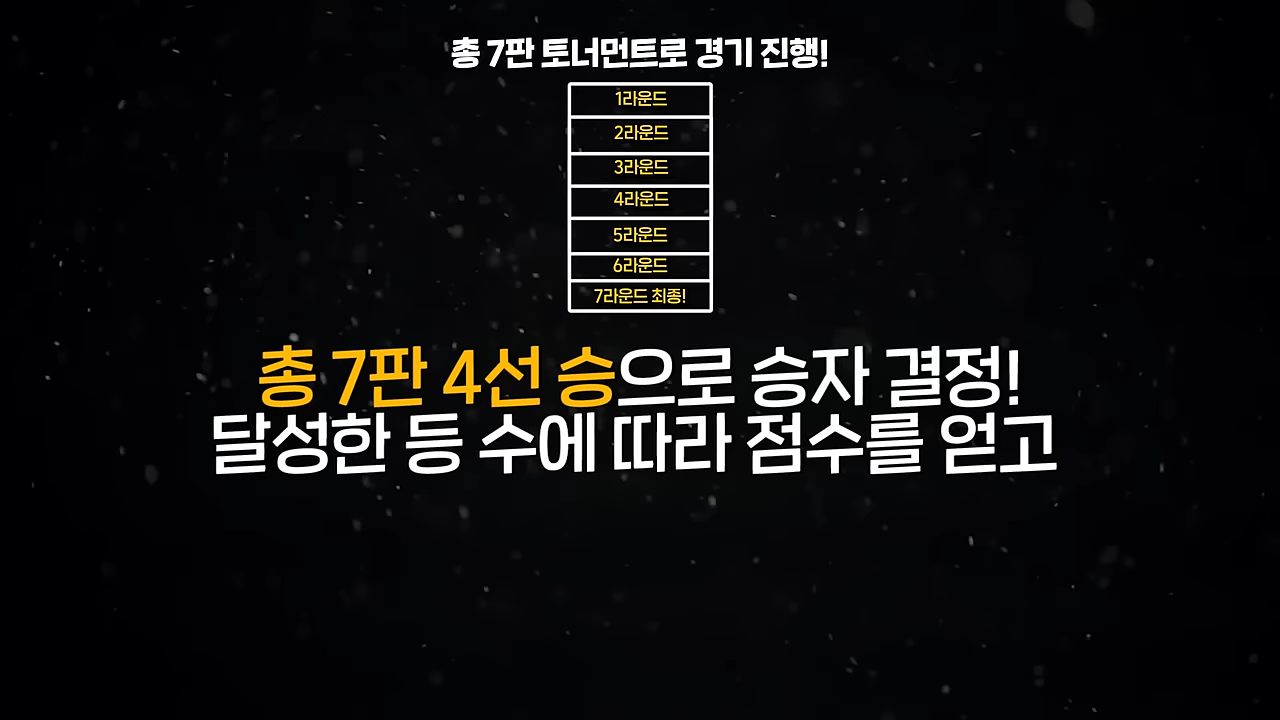 총 7판 토너먼트로 경기 진행!
1라운드
2라운드
3라운드
4라운드
5라운드
6라운드
7라운드 최종!
총 7판 4선 승으로 승자 결정!
달성한 등 수에 따라 점수를 얻고